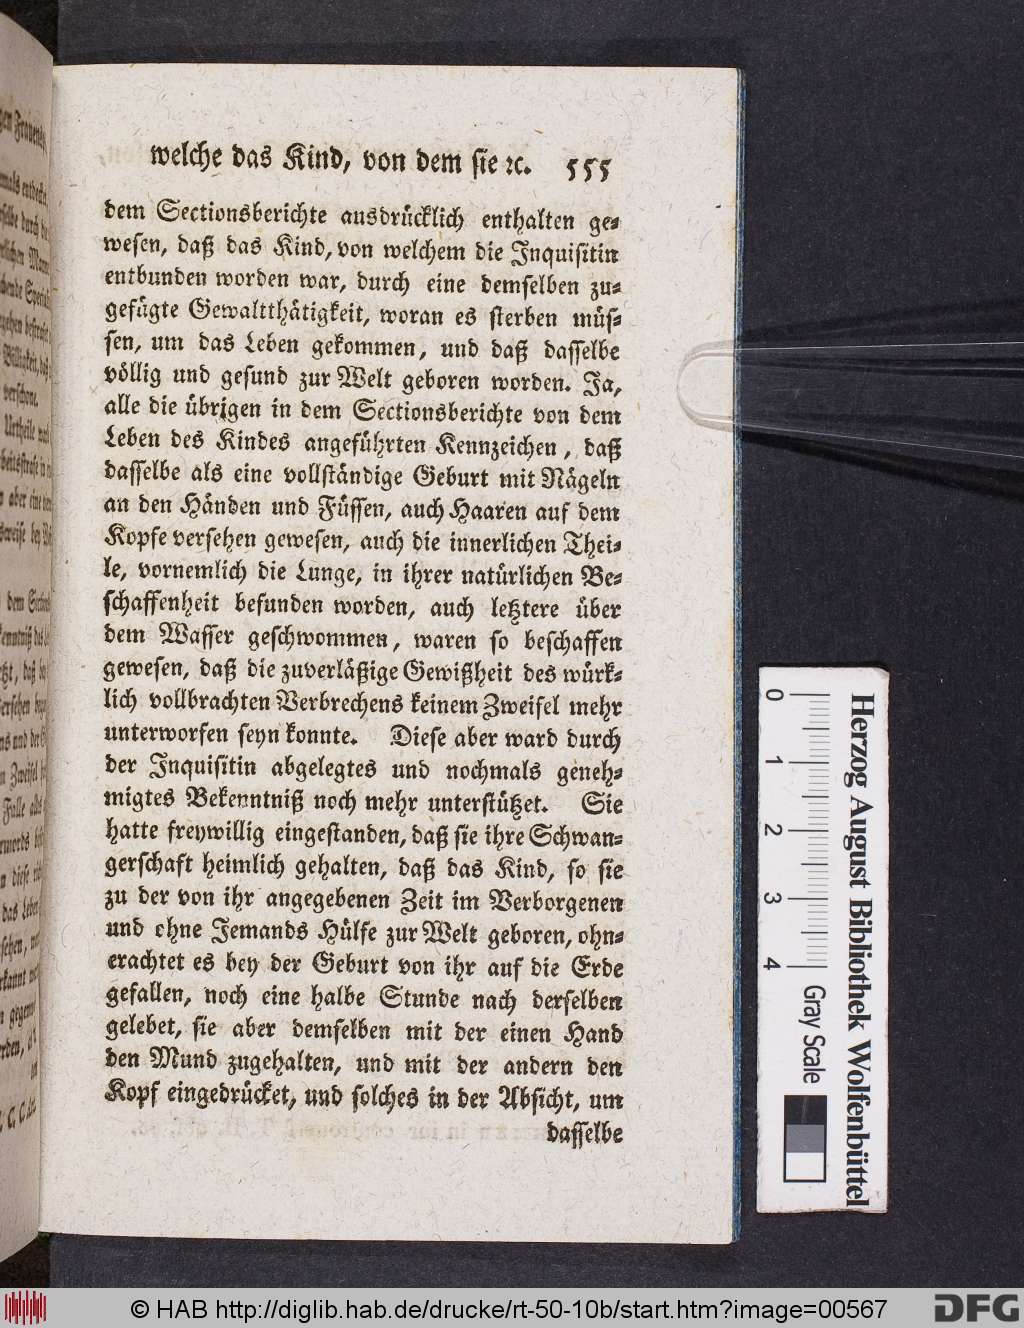 welche das Kind, von dem sie ꝛc. 555
dem Sectionsberichte ausdrücklich enthalten ge-
wesen, daß das Kind, von welchem die Inquisitin
entbunden worden war, durch eine demselben zu-
gefügte Gewaltthätigkeit, woran es sterben müs-
sen, um das Leben gekommen, und daß dasselbe
völlig und gesund zur Welt geboren worden. Ja,
alle die übrigen in dem Sectionsberichte von dem
Leben des Kindes angeführten Kennzeichen, daß
dasselbe als eine vollständige Geburt mit Nägeln
an den Händen und Füssen, auch Haaren auf dem
Kopfe versehen gewesen, auch die innerlichen Thei-
le, vornemlich die Lunge, in ihrer natürlichen Be-
schaffenheit befunden worden, auch letztere über
dem Wasser geschwommen, waren so beschaffen
gewesen, daß die zuverläßige Gewißheit des würk-
lich vollbrachten Verbrechens keinem Zweifel mehr
unterworfen seyn konnte. Diese aber ward durch
der Inquisitin abgelegtes und nochmals geneh-
migtes Bekenntniß noch mehr unterstützet. Sie
hatte freywillig eingestanden, daß sie ihre Schwan-
gerschaft heimlich gehalten, daß das Kind, so sie
zu der von ihr angegebenen Zeit im Verborgenen
und ohne Jemands Hülfe zur Welt geboren, ohn-
erachtet es bey der Geburt von ihr auf die Erde
gefallen, noch eine halbe Stunde nach derselben
gelebet, sie aber demselben mit der einen Hand
den Mund zugehalten, und mit der andern den
Kopf eingedrücket, und solches in der Absicht, um
dasselbe
0 1 2 3 4 Gray Scale
Herzog August Bibliothek Wolfenbüttel
© HAB http://diglib.hab.de/drucke/rt-50-10b/start.htm?image=00567
DFG